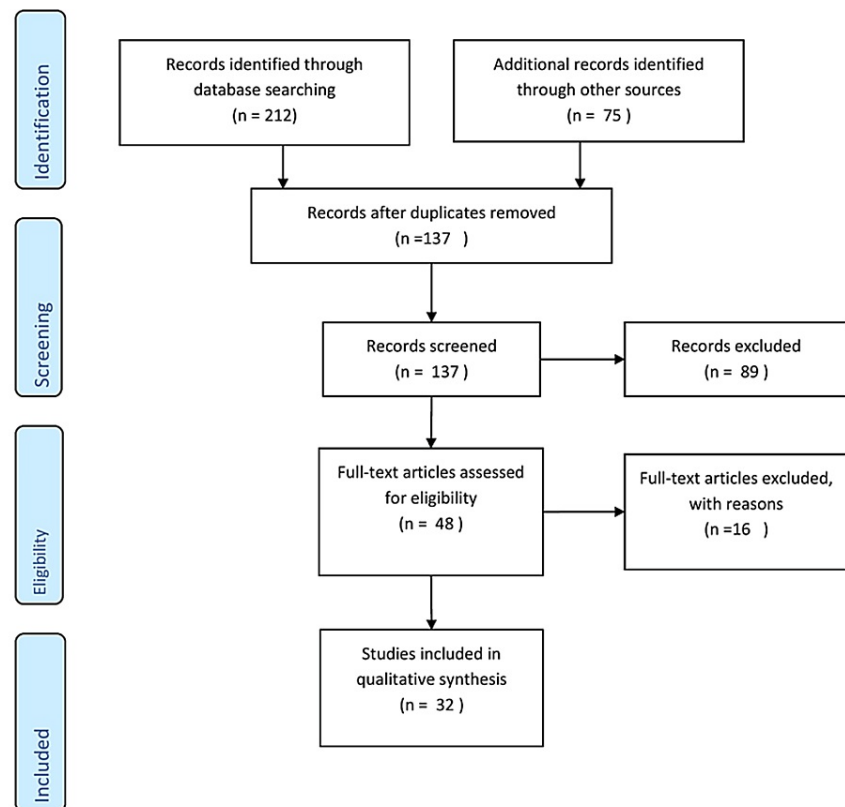 Identification
Records identified through
database searching
(n = 212)
Additional records identified
through other sources
(n = 75 )
Records after duplicates removed
(n =137 )
Screening
Records screened
(n = 137 )
Records excluded
(n = 89 )
Eligibility
Full-text articles assessed
for eligibility
(n = 48 )
Full-text articles excluded,
with reasons
(n =16 )
Included
Studies included in
qualitative synthesis
(n = 32 )